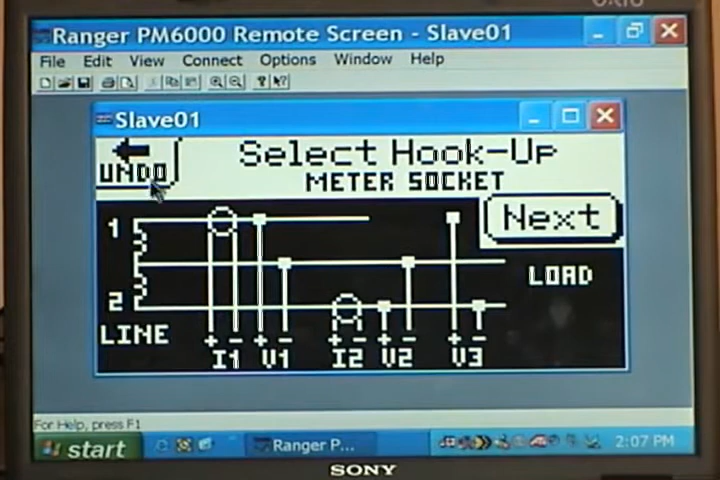 Ranger PM6000 Remote Screen - Slave01
File Edit View Connect Options Window Help
Slave01
UNDO
Select Hook-Up
METER SOCKET
Next
1
LOAD
2
LINE
+ - + - + - + - + -
I1 V1 I2 V2 V3
For Help, press F1
start
Ranger P...
2:07 PM
SONY